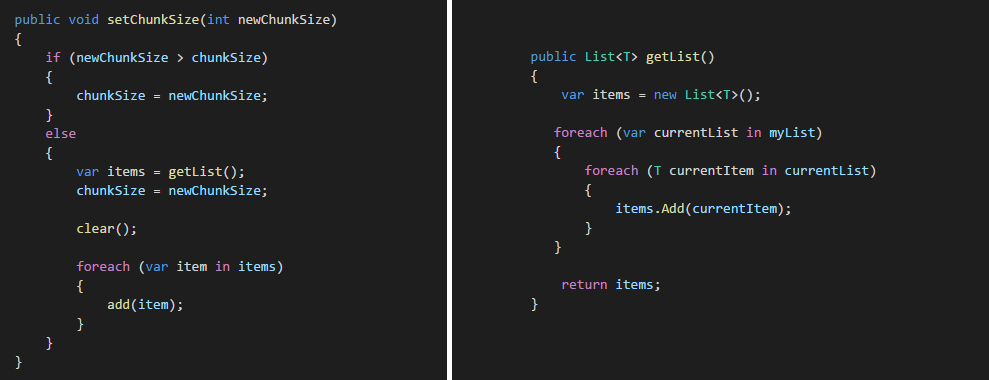 public void setChunkSize(int newChunkSize)
{
    if (newChunkSize > chunkSize)
    {
        chunkSize = newChunkSize;
    }
    else
    {
        var items = getList();
        chunkSize = newChunkSize;

        clear();

        foreach (var item in items)
        {
            add(item);
        }
    }
}
public List<T> getList()
{
    var items = new List<T>();

   foreach (var currentList in myList)
   {
       foreach (T currentItem in currentList)
       {
           items.Add(currentItem);
       }
   }

    return items;
}